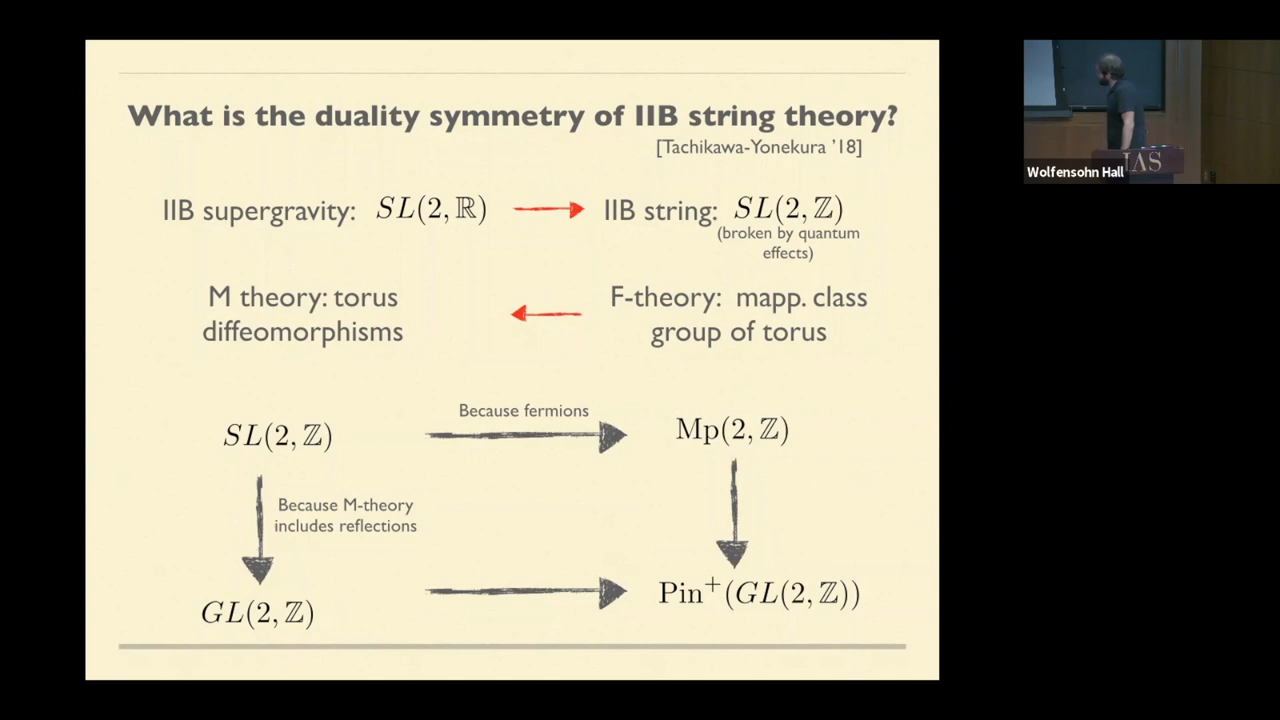 What is the duality symmetry of IIB string theory?
[Tachikawa-Yonekura ’18]
IIB supergravity: SL(2, ℝ) IIB string: SL(2, ℤ)
(broken by quantum
effects)
M theory: torus
diffeomorphisms
F-theory: mapp. class
group of torus
Because fermions
SL(2, ℤ) Mp(2, ℤ)
Because M-theory
includes reflections
GL(2, ℤ) Pin⁺(GL(2, ℤ))
Wolfensohn Hall
IAS